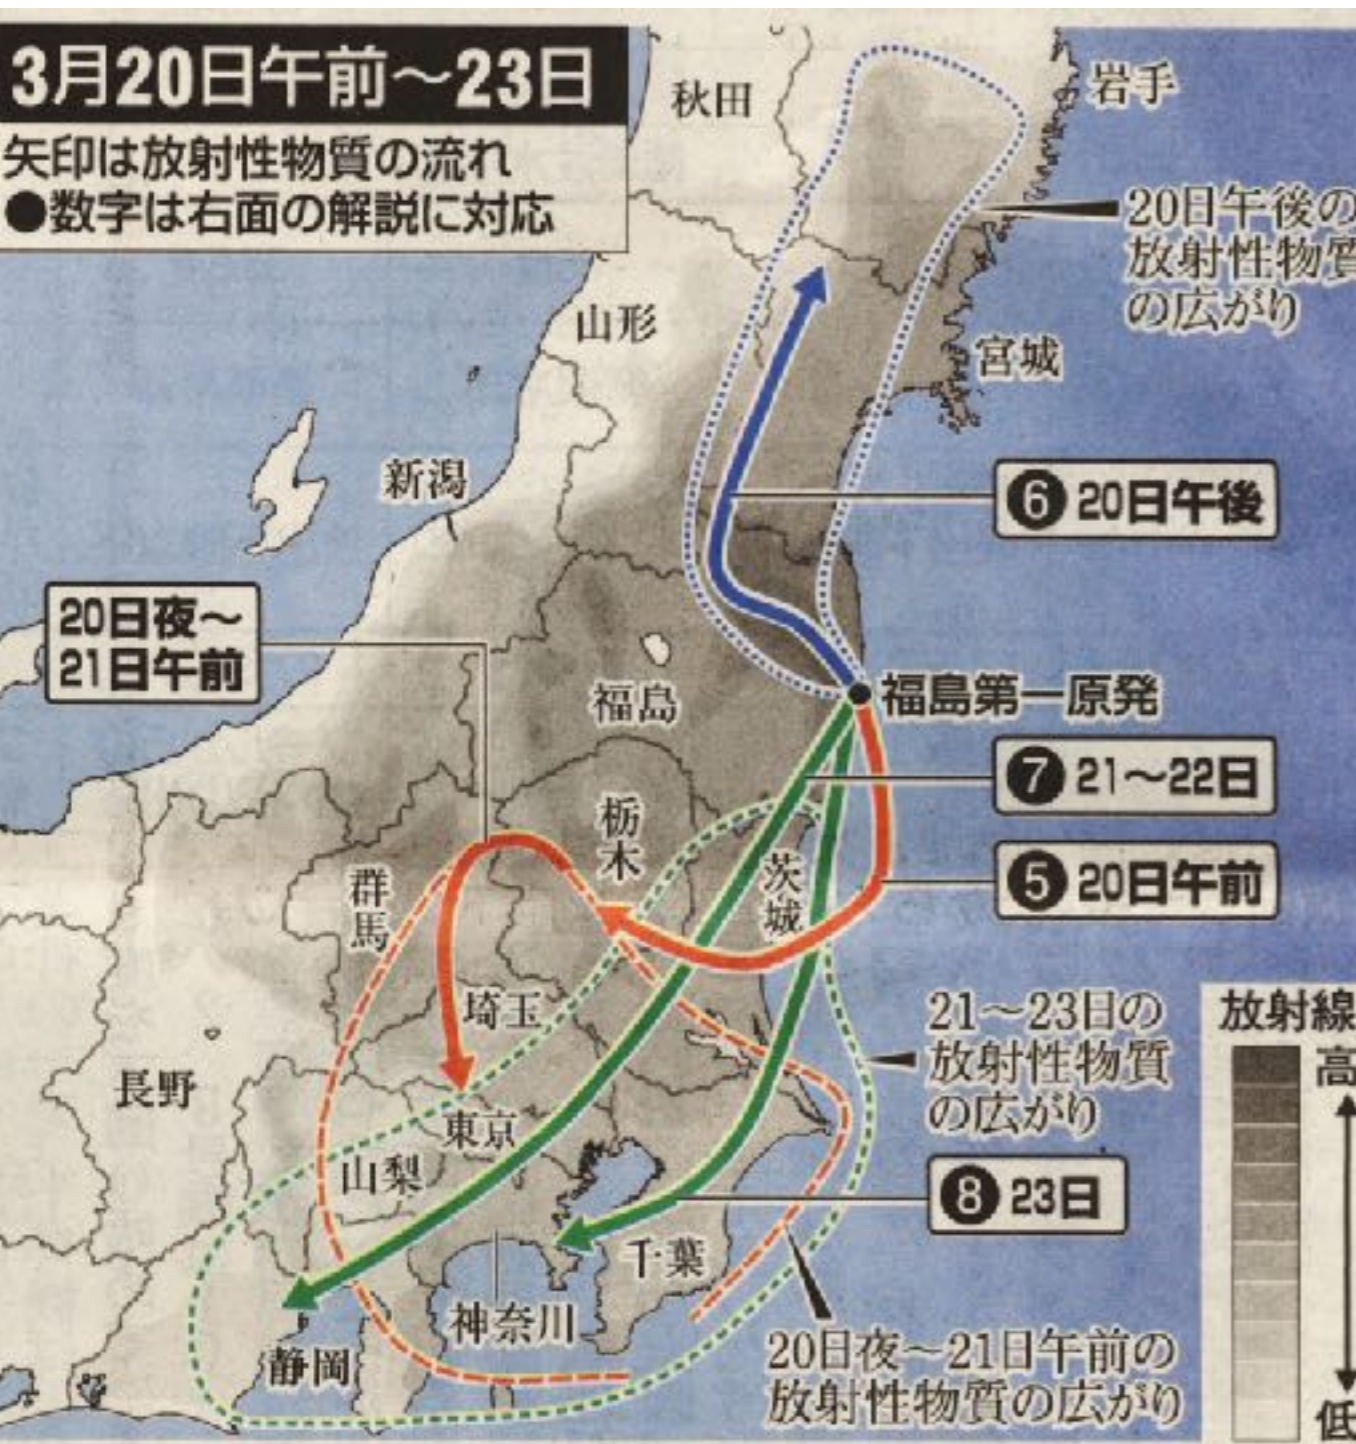 3月20日午前〜23日
矢印は放射性物質の流れ
●数字は右面の解説に対応
秋田
岩手
20日午後の
放射性物質
の広がり
山形
宮城
新潟
❻ 20日午後
20日夜〜
21日午前
福島
福島第一原発
❼ 21〜22日
栃木
茨城
❺ 20日午前
群馬
埼玉
21〜23日の
放射性物質
の広がり
放射線
高
長野
東京
山梨
❽ 23日
千葉
神奈川
静岡
20日夜〜21日午前の
放射性物質の広がり
低